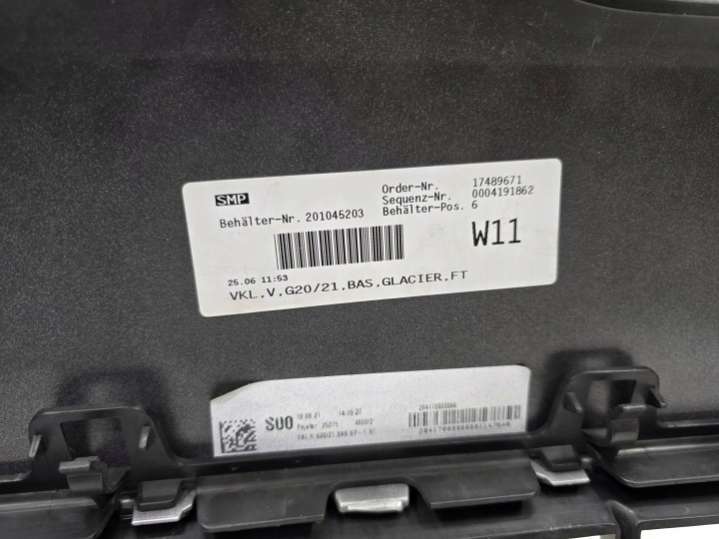 SMP
Order-Nr. 17489671
Sequenz-Nr. 0004191862
Behälter-Nr. 201045203 Behälter-Pos. 6
W11
25.06 11:53
VKL.V.G20/21.BAS.GLACIER.FT
S00